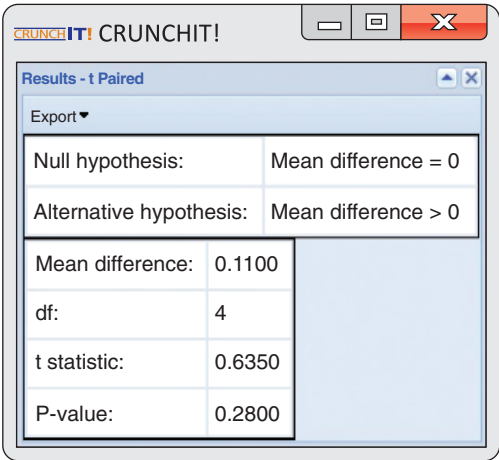 CRUNCHIT! CRUNCHIT!
Results - t Paired
Export
Null hypothesis: Mean difference = 0
Alternative hypothesis: Mean difference > 0
Mean difference: 0.1100
df: 4
t statistic: 0.6350
P-value: 0.2800